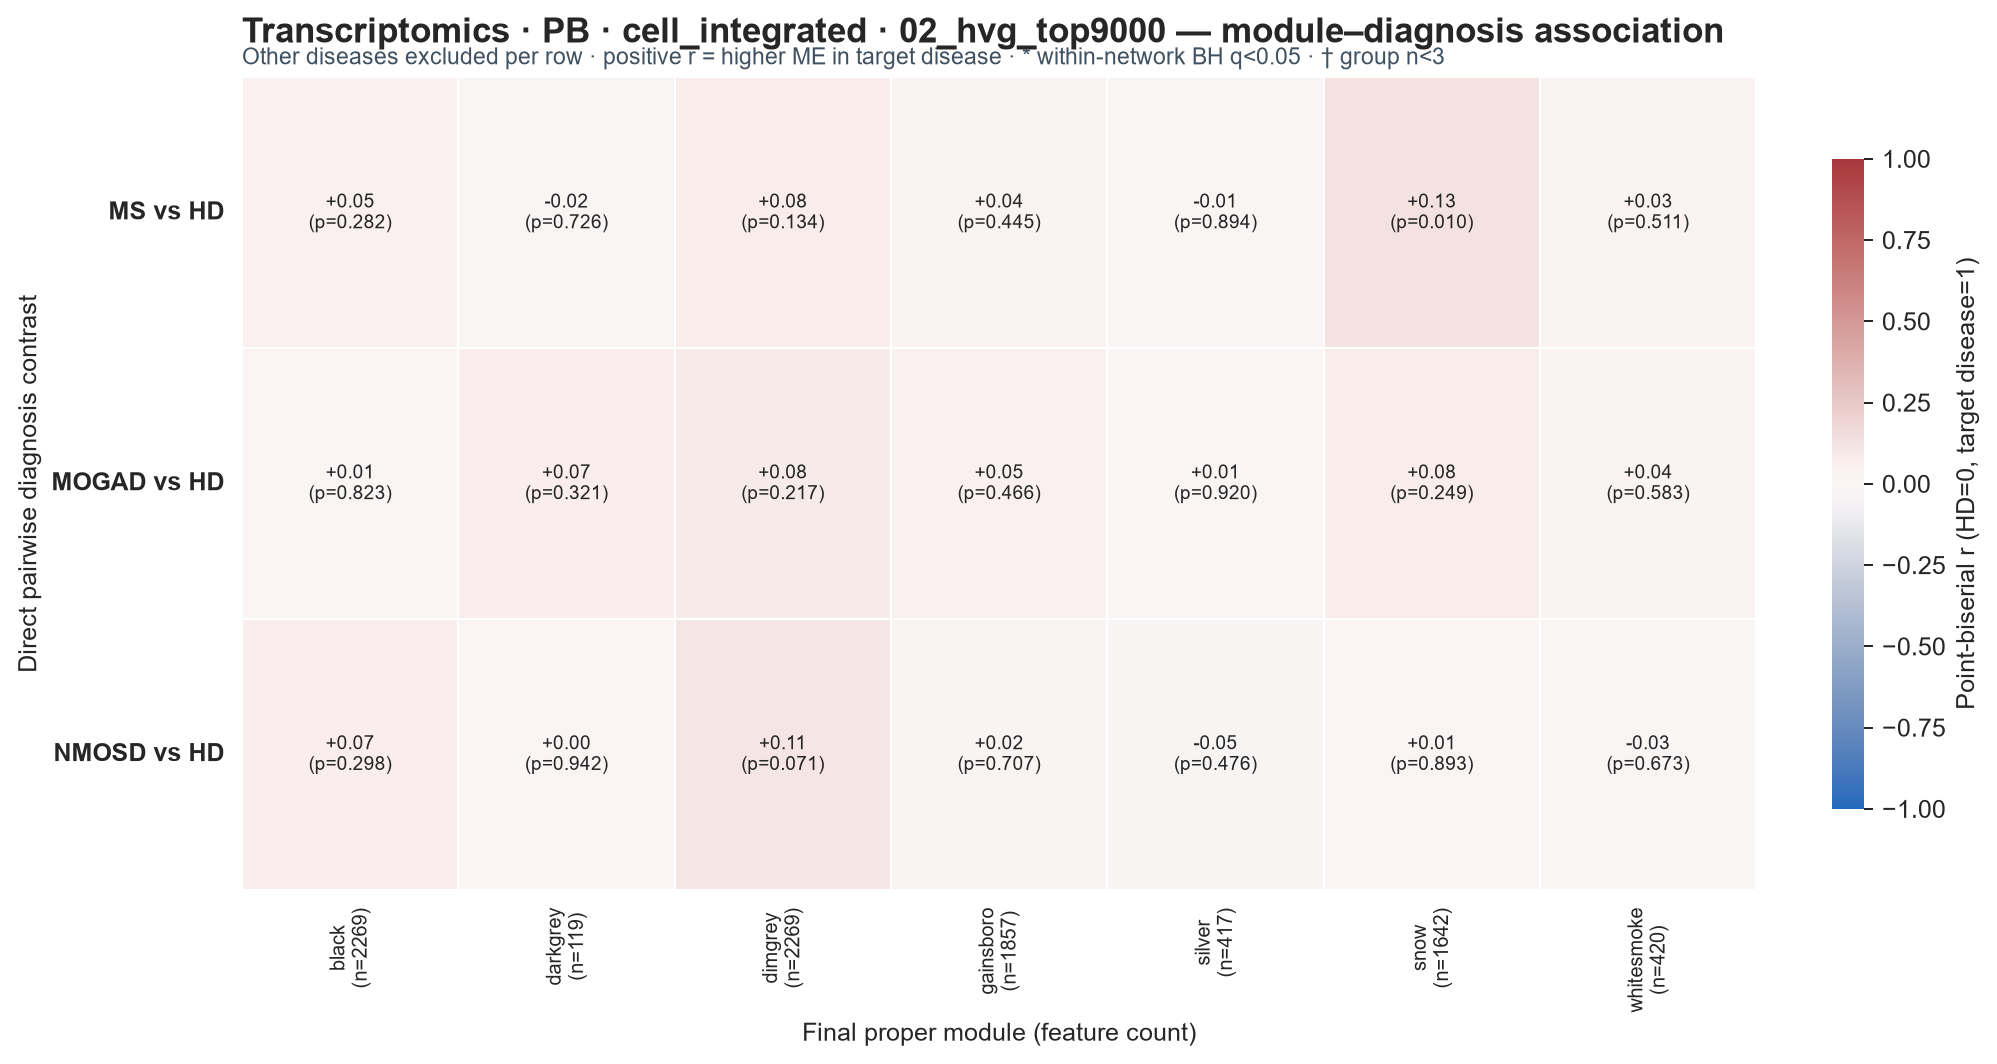 Transcriptomics · PB · cell_integrated · 02_hvg_top9000 — module–diagnosis association
Other diseases excluded per row · positive r = higher ME in target disease · * within-network BH q<0.05 · † group n<3
Direct pairwise diagnosis contrast
MS vs HD
+0.05
(p=0.282)
-0.02
(p=0.726)
+0.08
(p=0.134)
+0.04
(p=0.445)
-0.01
(p=0.894)
+0.13
(p=0.010)
+0.03
(p=0.511)
MOGAD vs HD
+0.01
(p=0.823)
+0.07
(p=0.321)
+0.08
(p=0.217)
+0.05
(p=0.466)
+0.01
(p=0.920)
+0.08
(p=0.249)
+0.04
(p=0.583)
NMOSD vs HD
+0.07
(p=0.298)
+0.00
(p=0.942)
+0.11
(p=0.071)
+0.02
(p=0.707)
-0.05
(p=0.476)
+0.01
(p=0.893)
-0.03
(p=0.673)
black
(n=2269)
darkgrey
(n=119)
dimgrey
(n=2269)
gainsboro
(n=1857)
silver
(n=417)
snow
(n=1642)
whitesmoke
(n=420)
Final proper module (feature count)
1.00
0.75
0.50
0.25
0.00
−0.25
−0.50
−0.75
−1.00
Point-biserial r (HD=0, target disease=1)